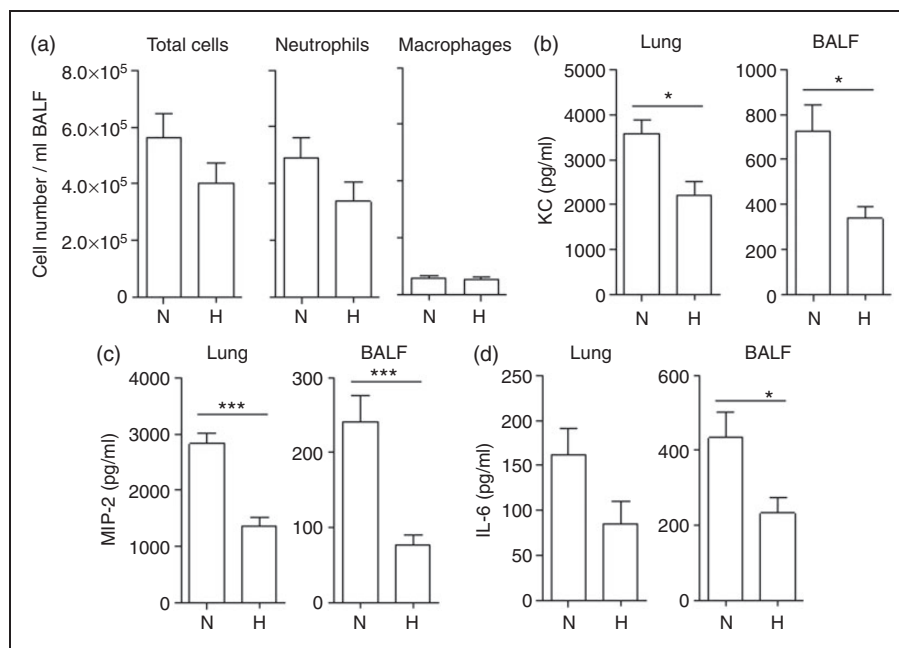 (a)
Total cells
Neutrophils
Macrophages
Cell number / ml BALF
8.0×10⁵
6.0×10⁵
4.0×10⁵
2.0×10⁵
0
N H
N H
N H
(b)
Lung
BALF
KC (pg/ml)
5000
4000
3000
2000
1000
0
*
N H
1000
800
600
400
200
0
*
N H
(c)
Lung
BALF
MIP-2 (pg/ml)
4000
3000
2000
1000
0
***
N H
300
200
100
0
***
N H
(d)
Lung
BALF
IL-6 (pg/ml)
250
200
150
100
50
0
N H
600
400
200
0
*
N H